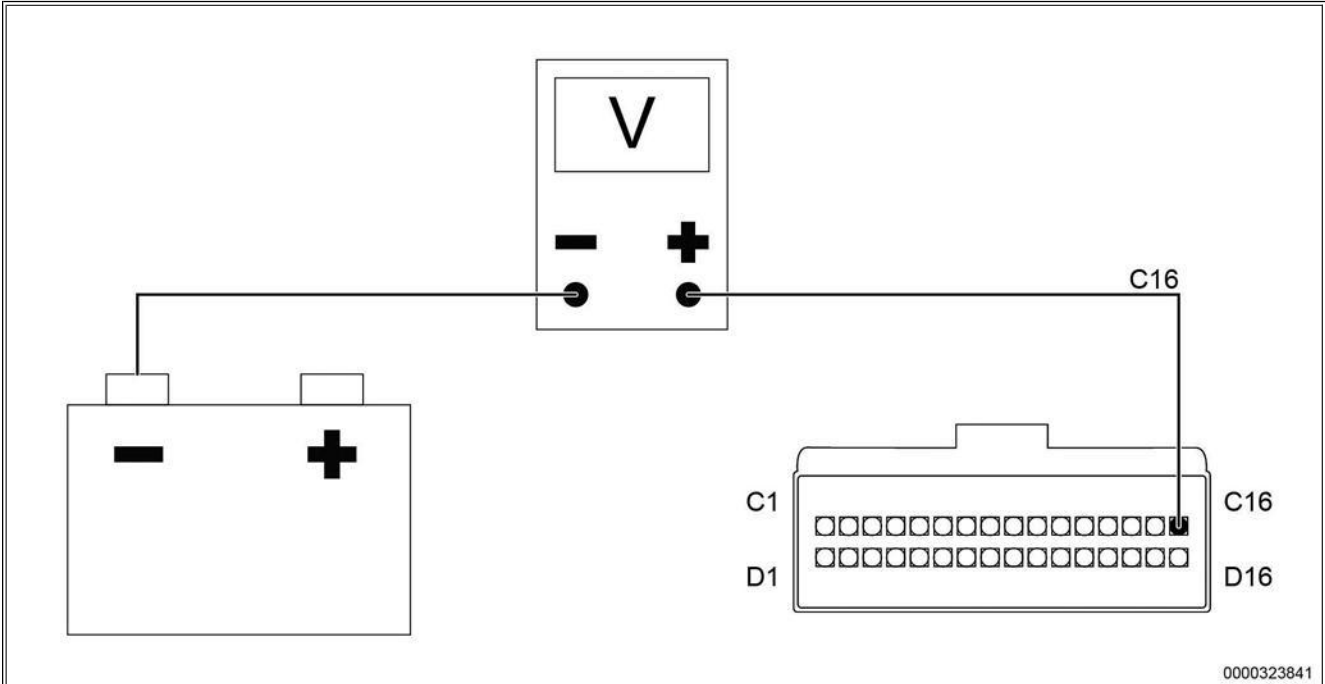 V
− +
C16
− +
C1 C16
D1 D16
0000323841